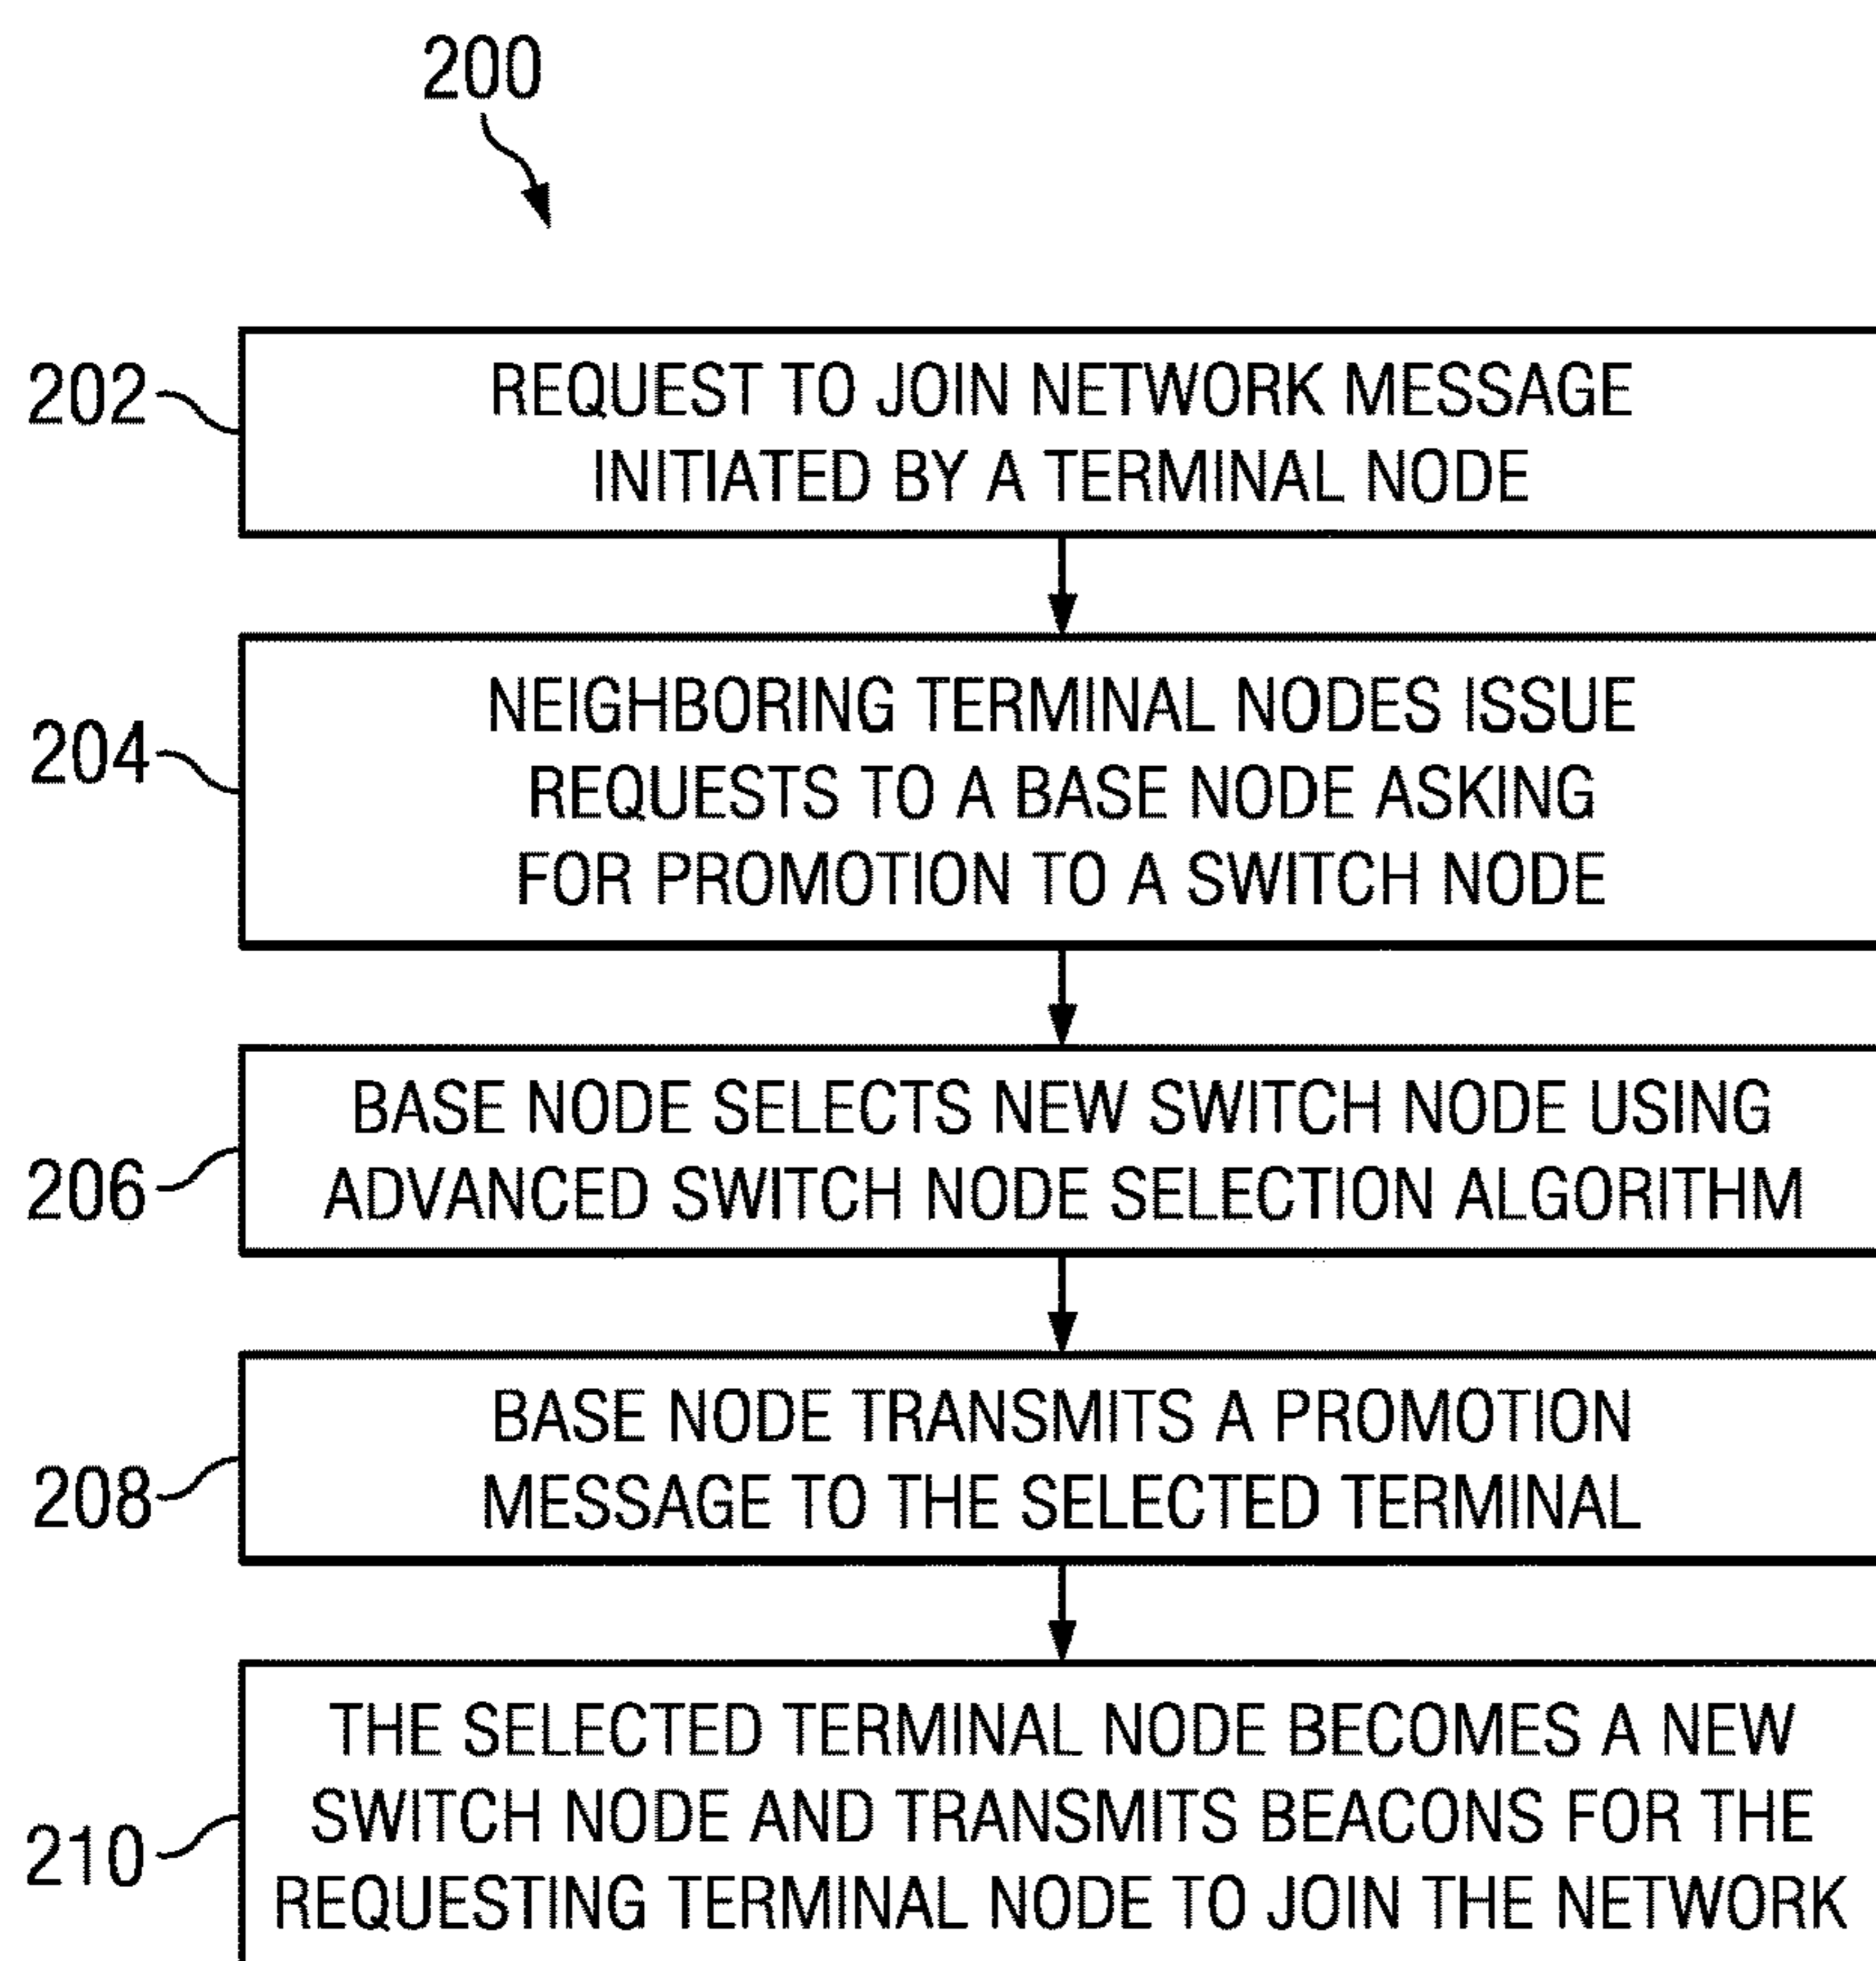 200
202
REQUEST TO JOIN NETWORK MESSAGE
INITIATED BY A TERMINAL NODE
204
NEIGHBORING TERMINAL NODES ISSUE
REQUESTS TO A BASE NODE ASKING
FOR PROMOTION TO A SWITCH NODE
206
BASE NODE SELECTS NEW SWITCH NODE USING
ADVANCED SWITCH NODE SELECTION ALGORITHM
208
BASE NODE TRANSMITS A PROMOTION
MESSAGE TO THE SELECTED TERMINAL
210
THE SELECTED TERMINAL NODE BECOMES A NEW
SWITCH NODE AND TRANSMITS BEACONS FOR THE
REQUESTING TERMINAL NODE TO JOIN THE NETWORK